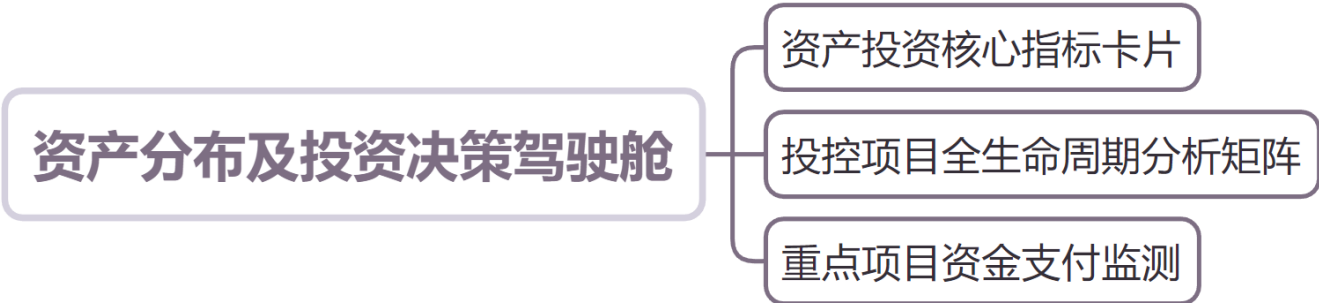 资产分布及投资决策驾驶舱
资产投资核心指标卡片
投控项目全生命周期分析矩阵
重点项目资金支付监测